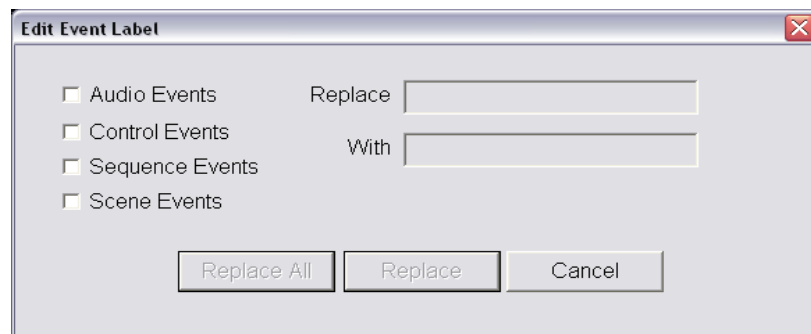 Edit Event Label
Audio Events
Control Events
Sequence Events
Scene Events
Replace
With
Replace All
Replace
Cancel